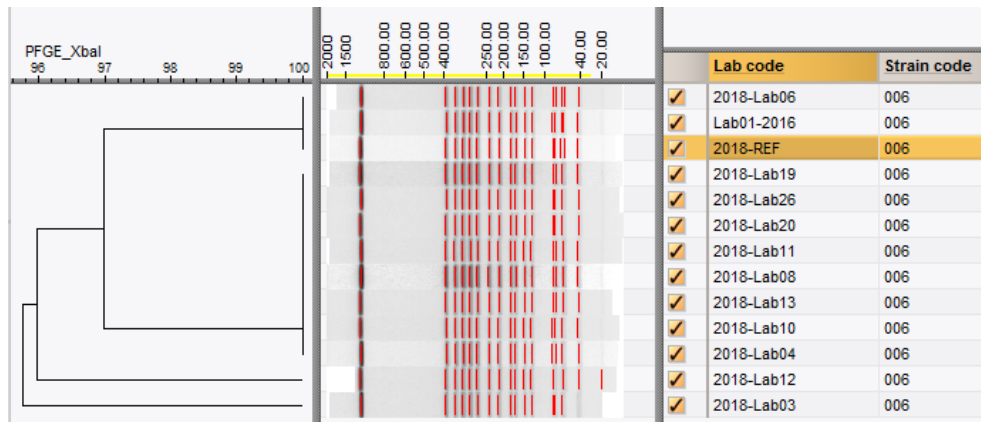 PFGE_XbaI
96 97 98 99 100
2000 1500 800.00 600.00 500.00 400.00 250.00 200.00 150.00 100.00 40.00 20.00
Lab code Strain code
2018-Lab06 006
Lab01-2016 006
2018-REF 006
2018-Lab19 006
2018-Lab26 006
2018-Lab20 006
2018-Lab11 006
2018-Lab08 006
2018-Lab13 006
2018-Lab10 006
2018-Lab04 006
2018-Lab12 006
2018-Lab03 006